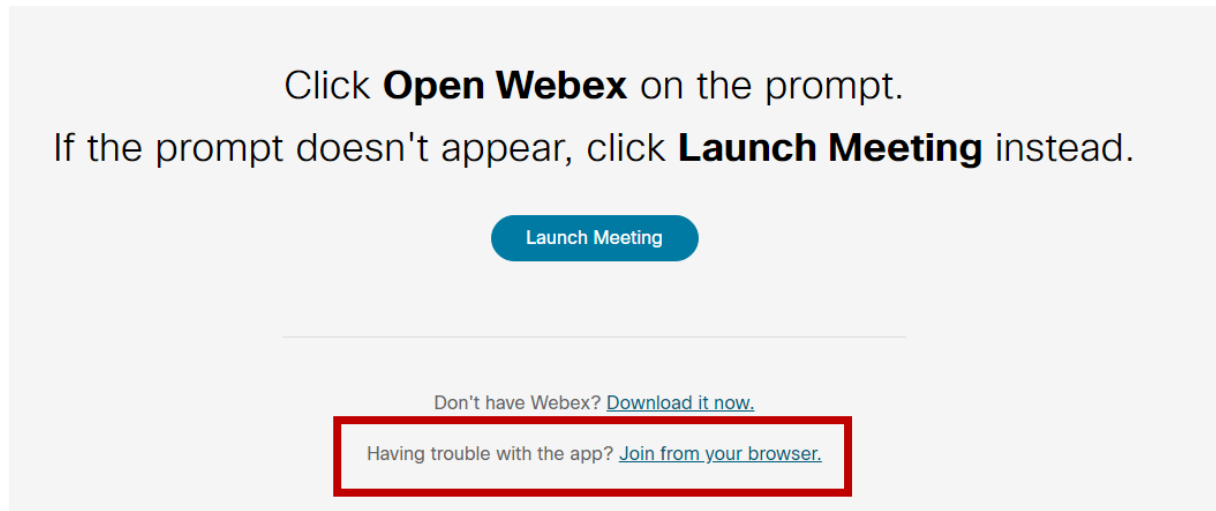 Click Open Webex on the prompt.
If the prompt doesn't appear, click Launch Meeting instead.
Launch Meeting
Don't have Webex? Download it now.
Having trouble with the app? Join from your browser.